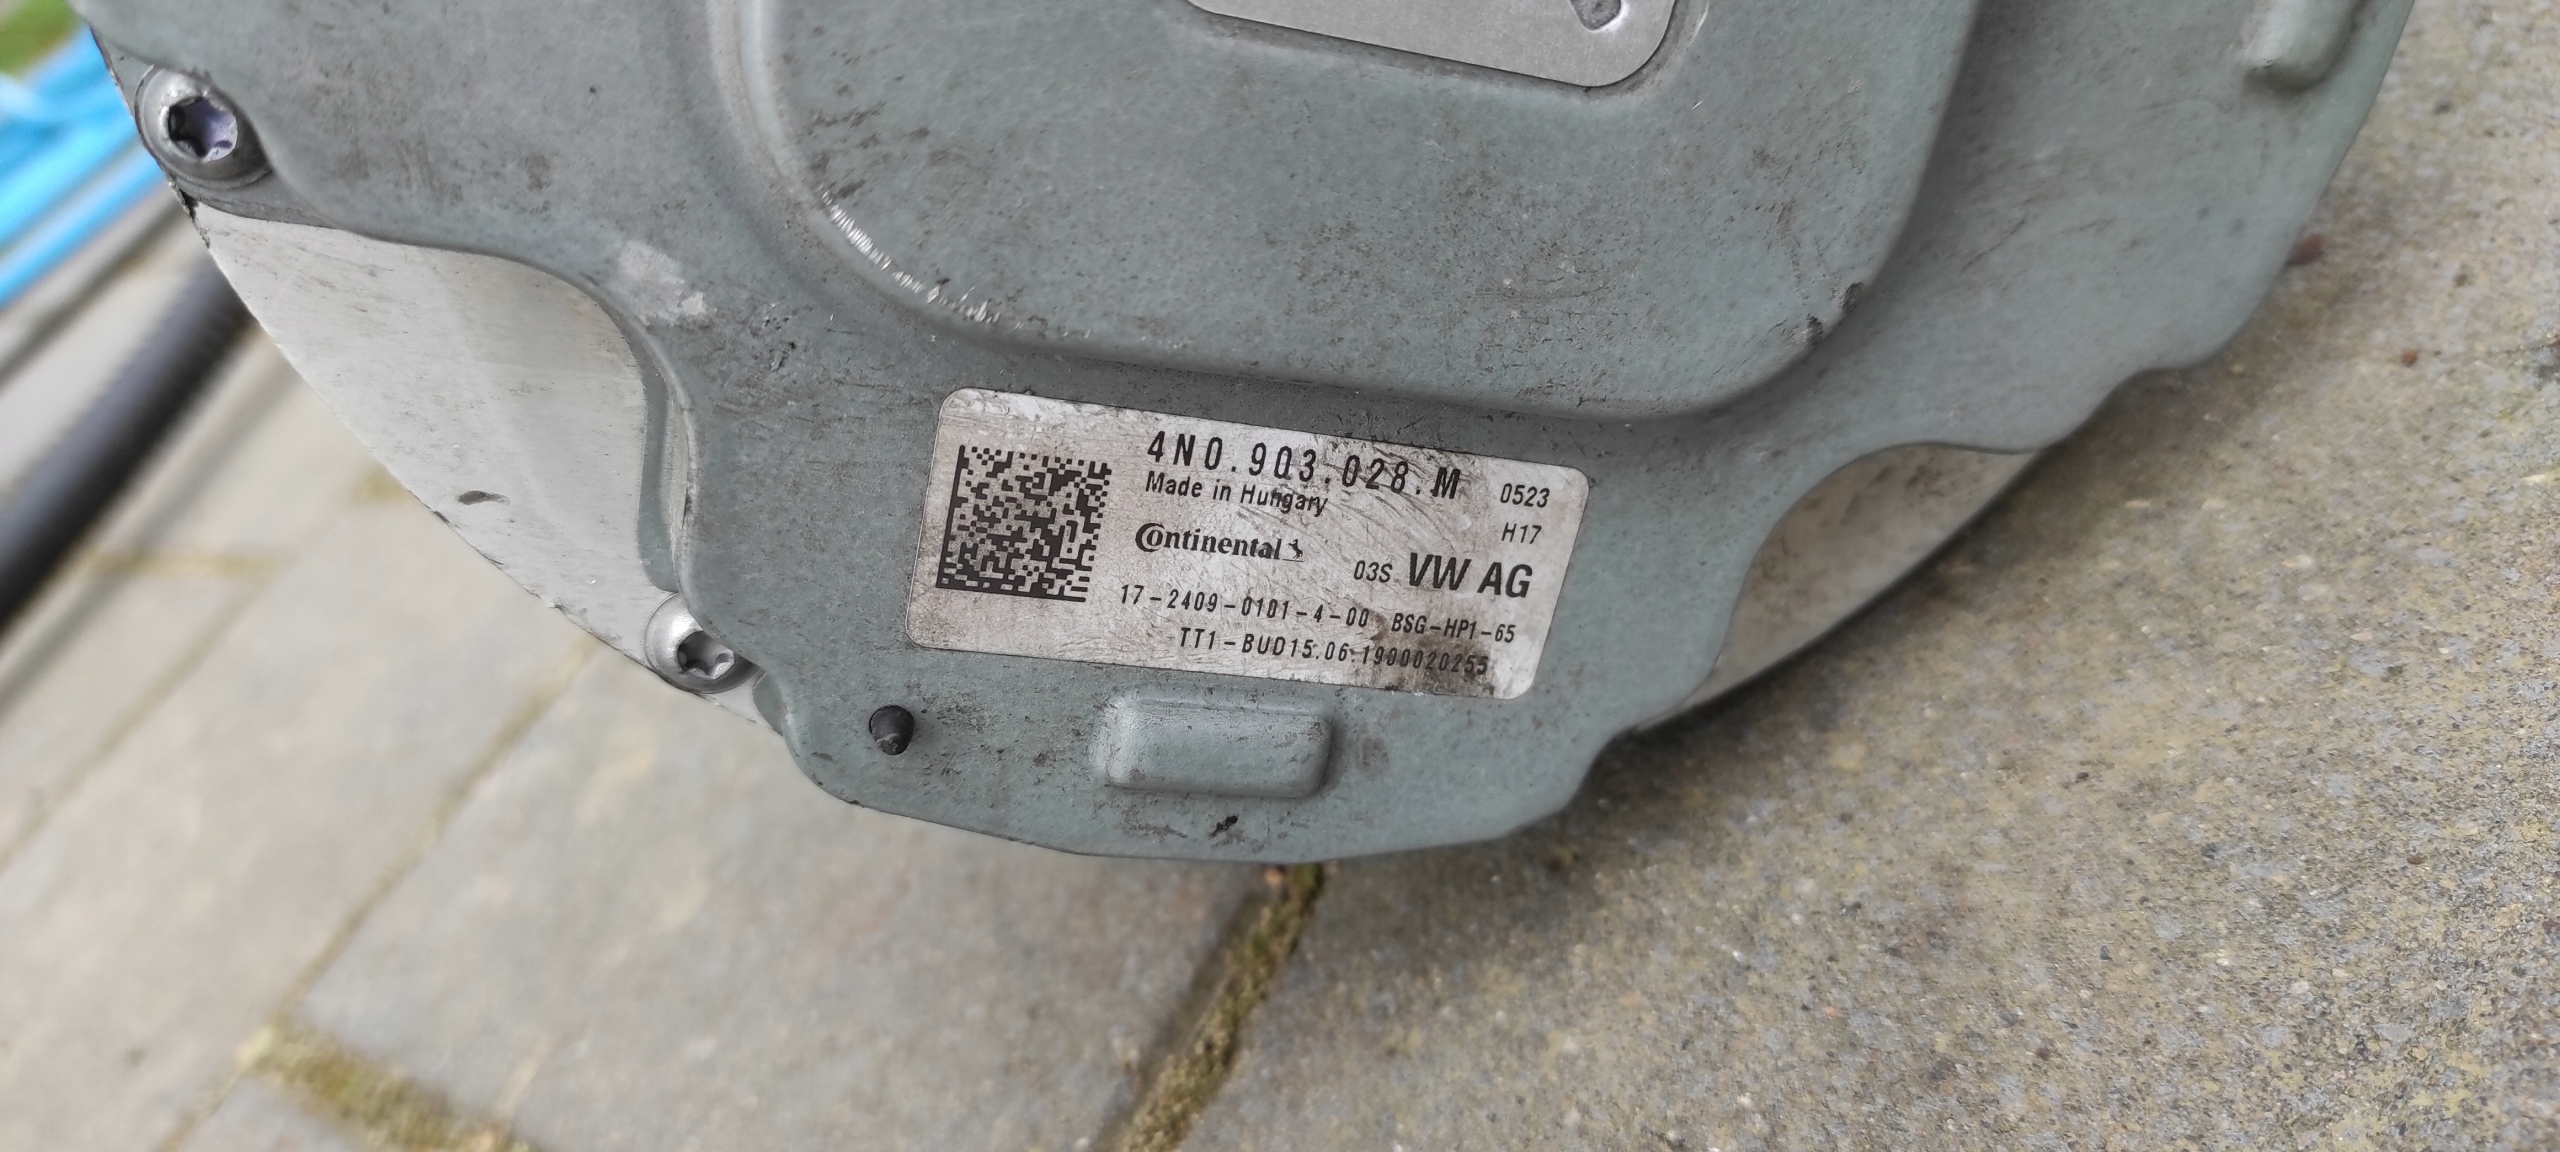 4N0.903.028.M 0523
Made in Hungary H17
Continental 03S VW AG
17-2409-0101-4-00 BSG-HP1-65
TT1-BUD15.06.1900020255